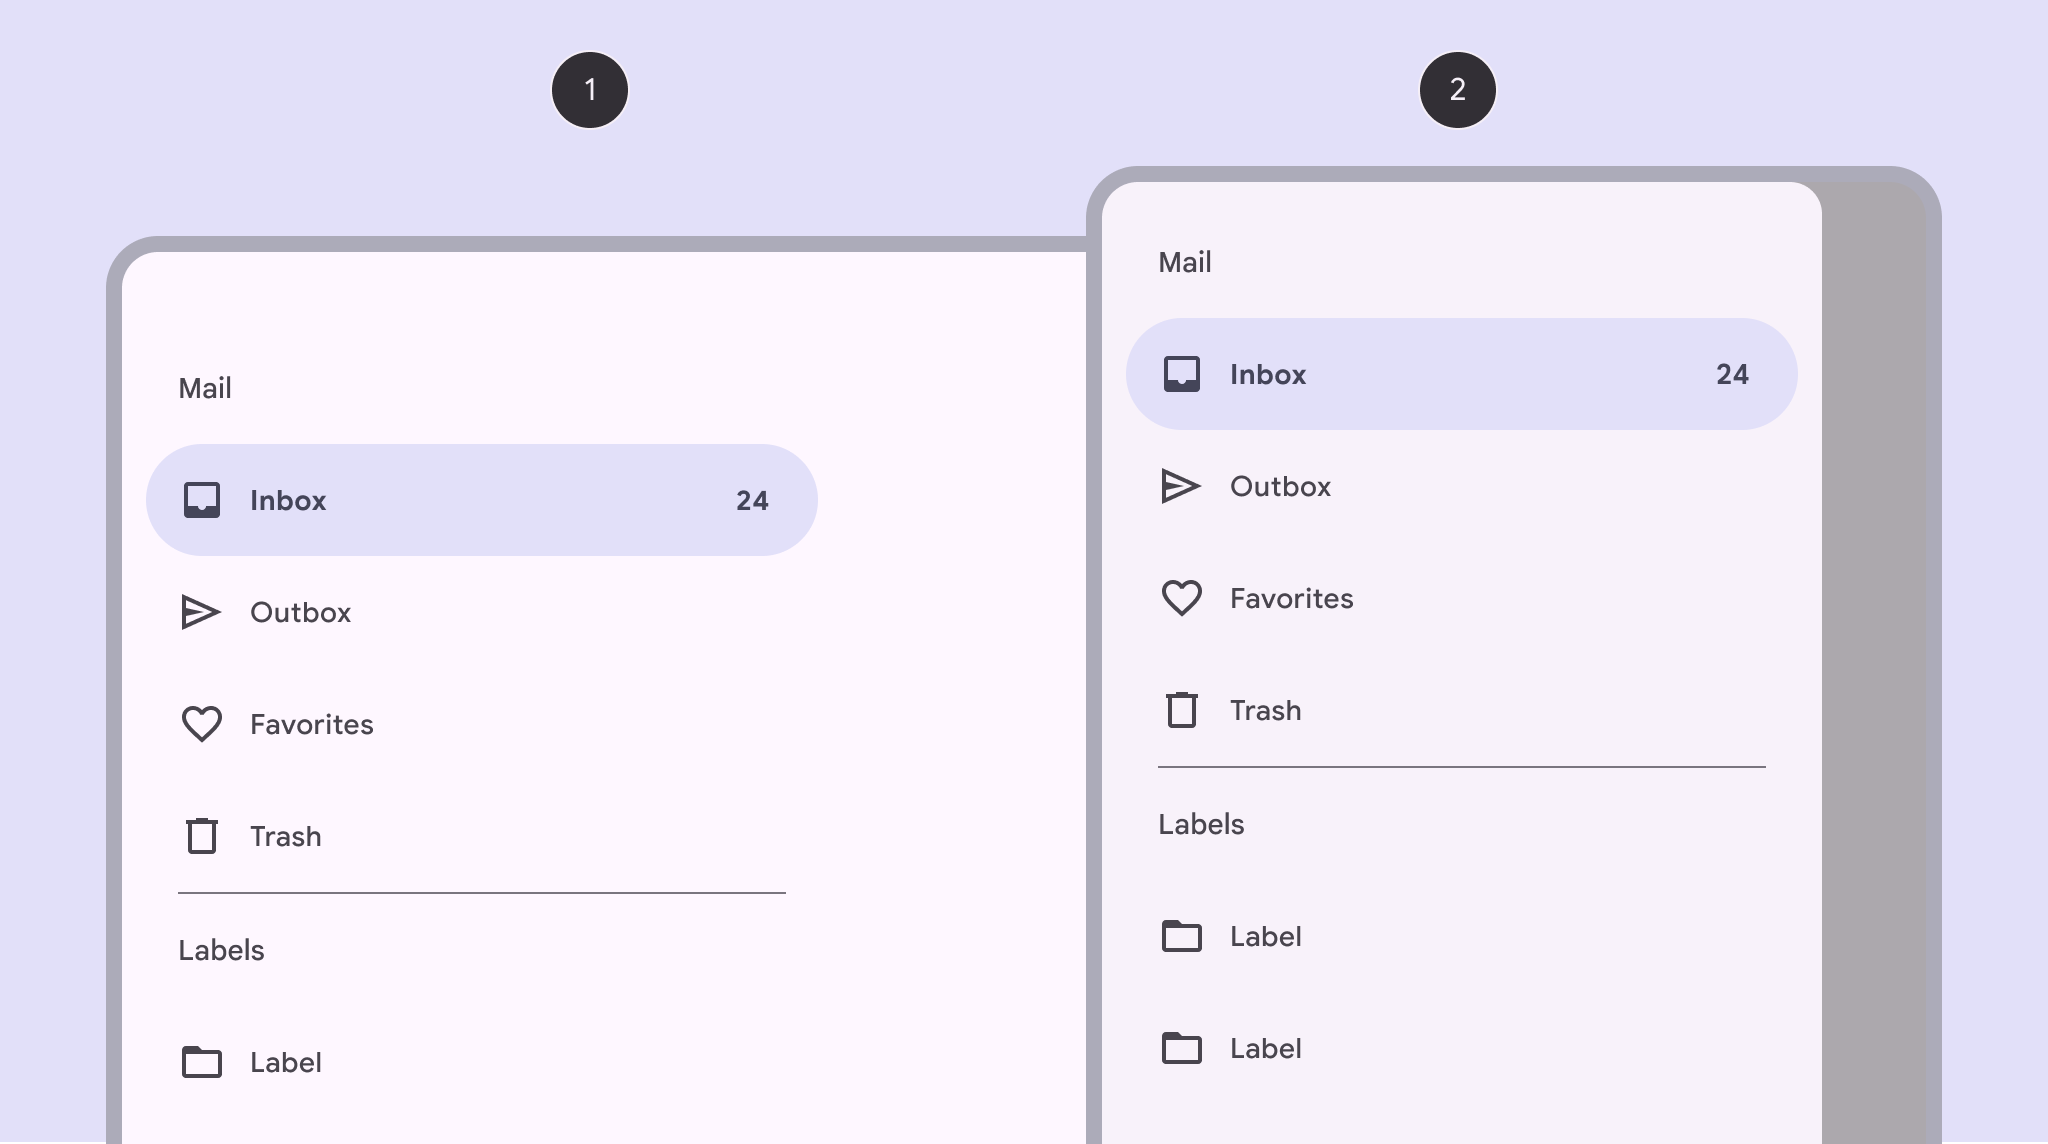 1
Mail
Inbox 24
Outbox
Favorites
Trash
Labels
Label
2
Mail
Inbox 24
Outbox
Favorites
Trash
Labels
Label
Label